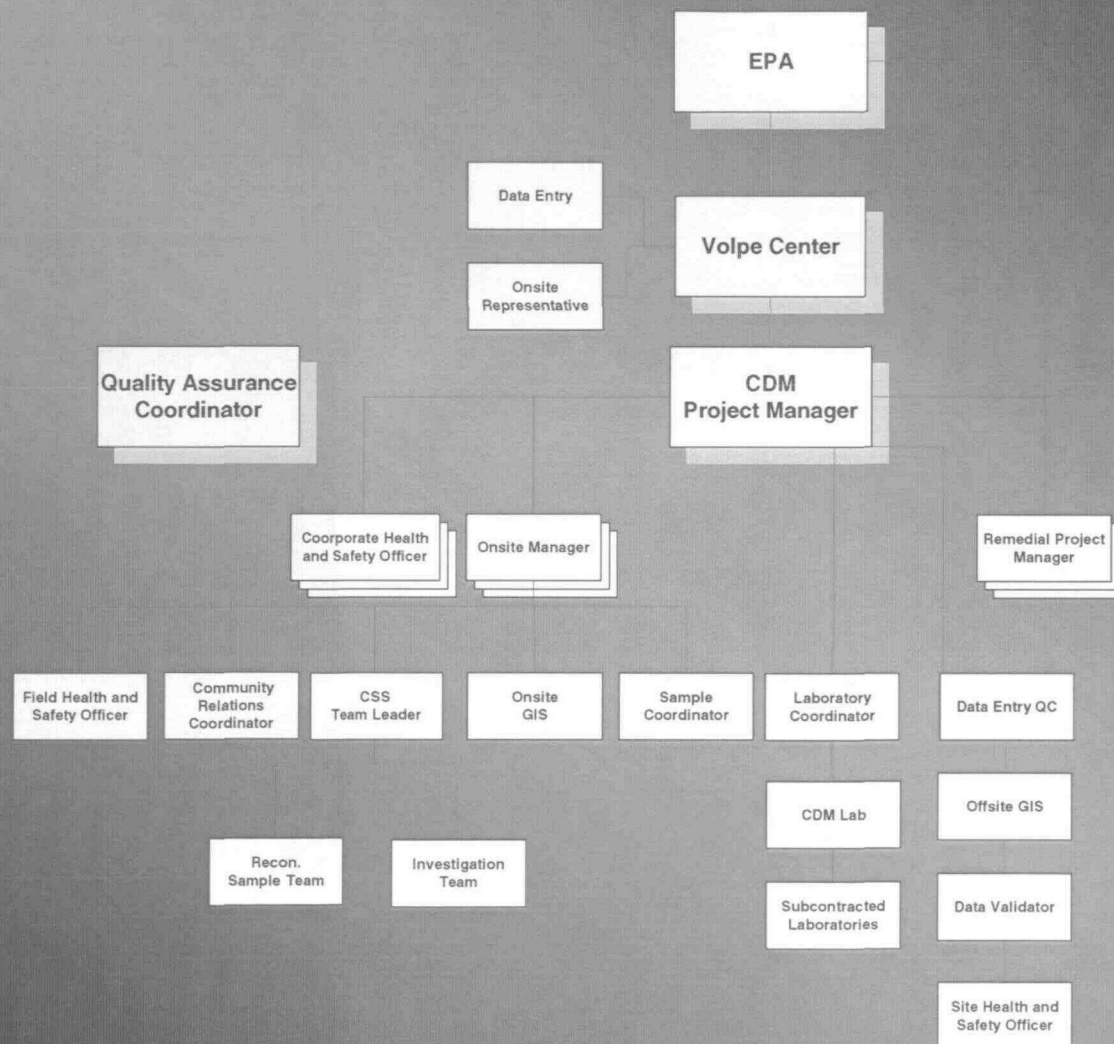 EPA
Data Entry
Volpe Center
Onsite
Representative
Quality Assurance
Coordinator
CDM
Project Manager
Coorporate Health
and Safety Officer
Onsite Manager
Remedial Project
Manager
Field Health and
Safety Officer
Community
Relations
Coordinator
CSS
Team Leader
Onsite
GIS
Sample
Coordinator
Laboratory
Coordinator
Data Entry QC
CDM Lab
Offsite GIS
Recon.
Sample Team
Investigation
Team
Subcontracted
Laboratories
Data Validator
Site Health and
Safety Officer